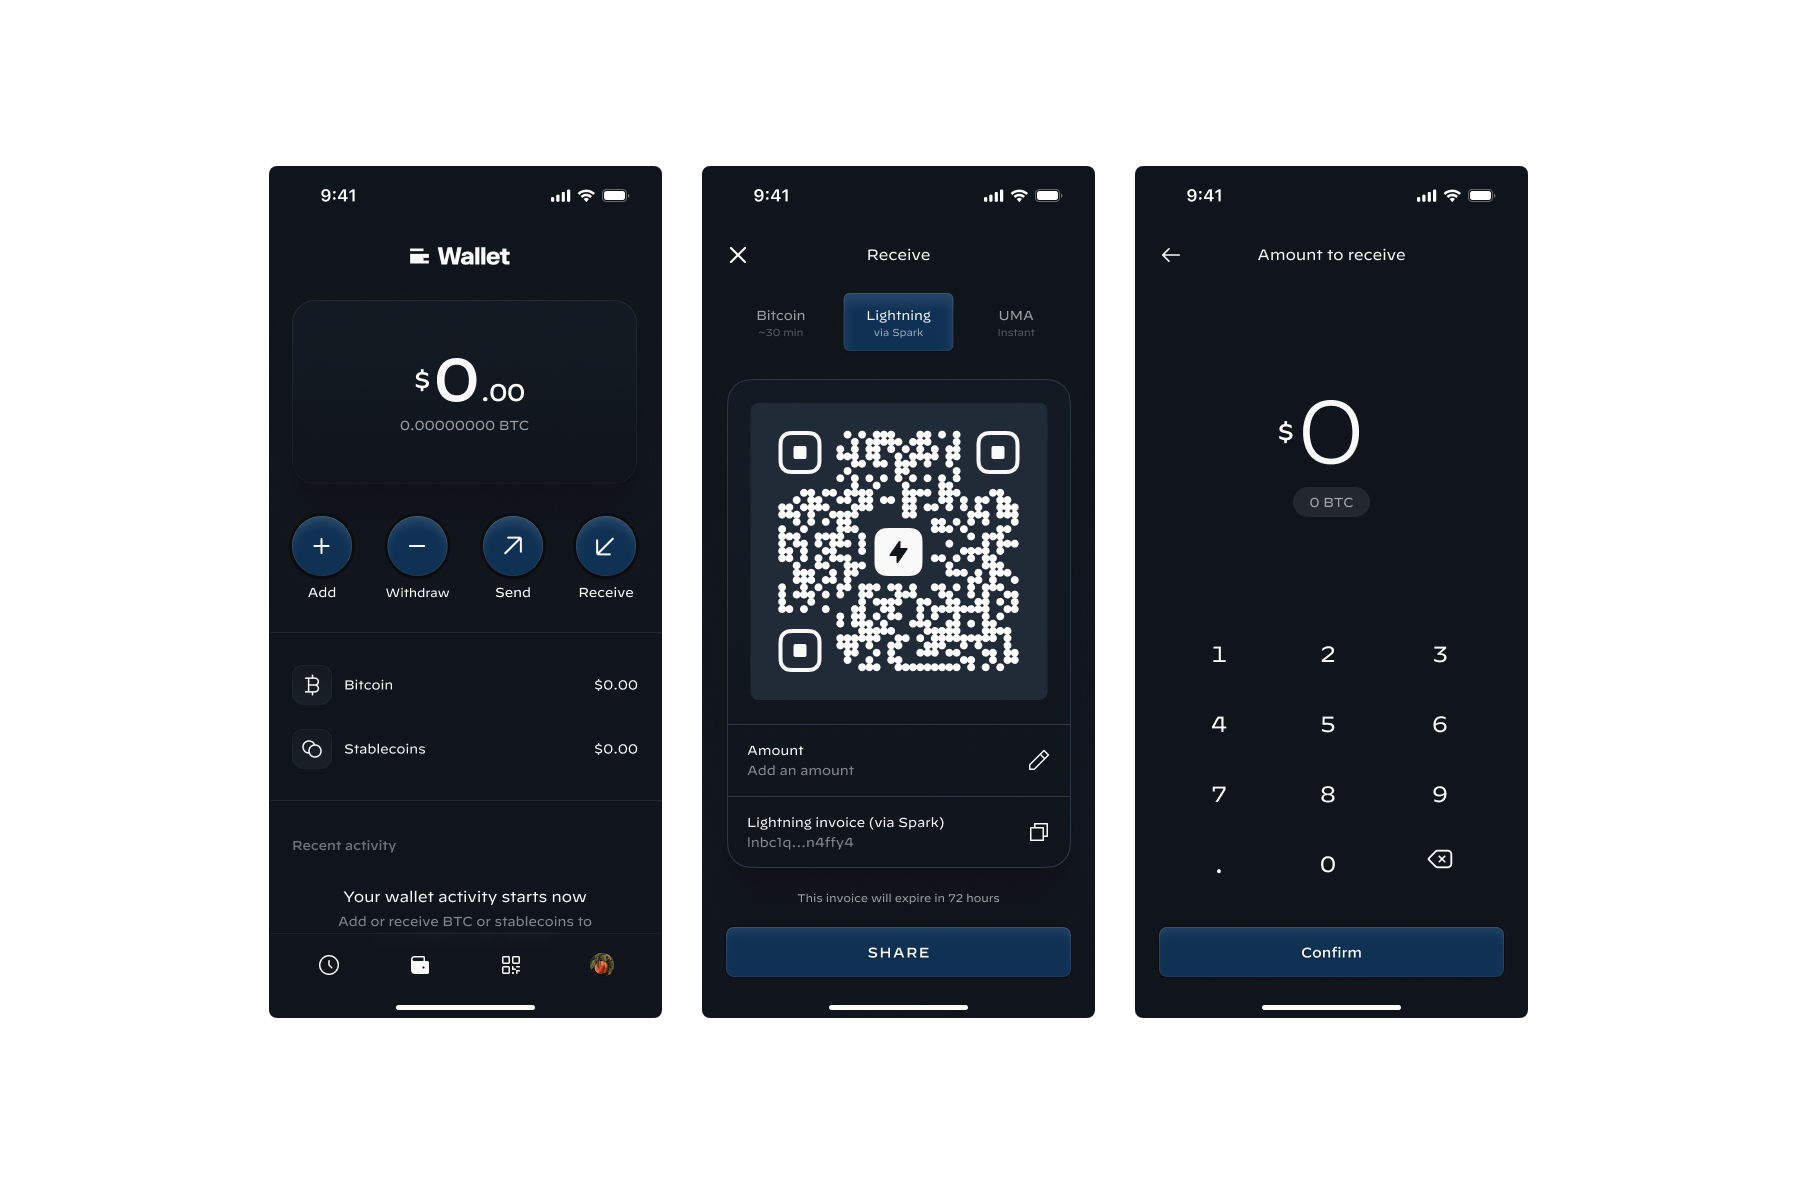 9:41
Wallet
$0.00
0.00000000 BTC
Add Withdraw Send Receive
Bitcoin $0.00
Stablecoins $0.00
Recent activity
Your wallet activity starts now
Add or receive BTC or stablecoins to
9:41
Receive
Bitcoin Lightning UMA
~30 min via Spark Instant
Amount
Add an amount
Lightning invoice (via Spark)
lnbc1q...n4ffy4
This invoice will expire in 72 hours
SHARE
9:41
Amount to receive
$0
0 BTC
1 2 3
4 5 6
7 8 9
. 0
Confirm